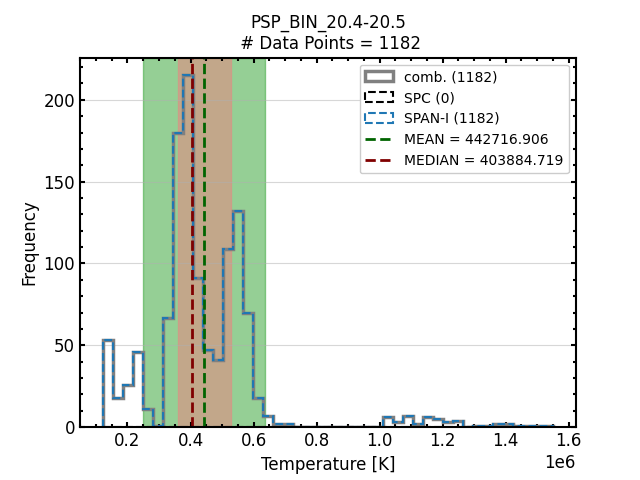 PSP_BIN_20.4-20.5
# Data Points = 1182
comb. (1182)
SPC (0)
SPAN-I (1182)
MEAN = 442716.906
MEDIAN = 403884.719
Frequency
200
150
100
50
0
0.2 0.4 0.6 0.8 1.0 1.2 1.4 1.6
Temperature [K]
1e6